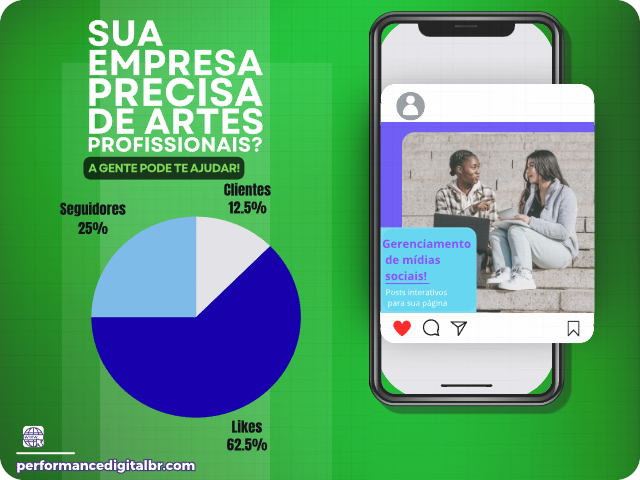 SUA
EMPRESA
PRECISA
DE ARTES
PROFISSIONAIS?
A GENTE PODE TE AJUDAR!
Clientes
12.5%
Seguidores
25%
Likes
62.5%
Gerenciamento
de mídias
sociais!
Posts interativos
para sua página
www
performancedigitalbr.com